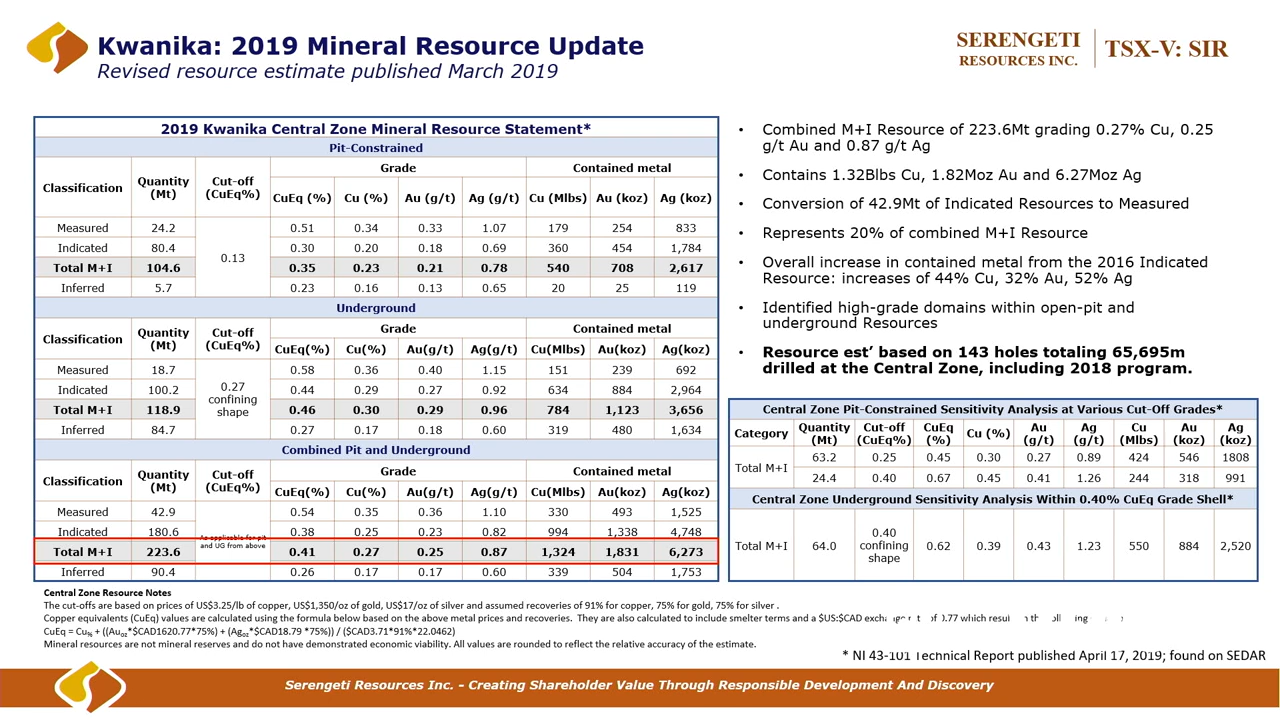 Kwanika: 2019 Mineral Resource Update
Revised resource estimate published March 2019
SERENGETI
RESOURCES INC.
TSX-V: SIR
2019 Kwanika Central Zone Mineral Resource Statement*
Pit-Constrained
Classification Quantity (Mt) Cut-off (CuEq%) Grade Contained metal
CuEq (%) Cu (%) Au (g/t) Ag (g/t) Cu (Mlbs) Au (koz) Ag (koz)
Measured 24.2 0.13 0.51 0.34 0.33 1.07 179 254 833
Indicated 80.4 0.30 0.20 0.18 0.69 360 454 1,784
Total M+I 104.6 0.35 0.23 0.21 0.78 540 708 2,617
Inferred 5.7 0.23 0.16 0.13 0.65 20 25 119
Underground
Classification Quantity (Mt) Cut-off (CuEq%) Grade Contained metal
CuEq(%) Cu(%) Au(g/t) Ag(g/t) Cu(Mlbs) Au(koz) Ag(koz)
Measured 18.7 0.27 confining shape 0.58 0.36 0.40 1.15 151 239 692
Indicated 100.2 0.44 0.29 0.27 0.92 634 884 2,964
Total M+I 118.9 0.46 0.30 0.29 0.96 784 1,123 3,656
Inferred 84.7 0.27 0.17 0.18 0.60 319 480 1,634
Combined Pit and Underground
Classification Quantity (Mt) Cut-off (CuEq%) Grade Contained metal
CuEq(%) Cu(%) Au(g/t) Ag(g/t) Cu(Mlbs) Au(koz) Ag(koz)
Measured 42.9 0.54 0.35 0.36 1.10 330 493 1,525
Indicated 180.6 As applicable for pit and UG from above 0.38 0.25 0.23 0.82 994 1,338 4,748
Total M+I 223.6 0.41 0.27 0.25 0.87 1,324 1,831 6,273
Inferred 90.4 0.26 0.17 0.17 0.60 339 504 1,753
• Combined M+I Resource of 223.6Mt grading 0.27% Cu, 0.25
g/t Au and 0.87 g/t Ag
• Contains 1.32Blbs Cu, 1.82Moz Au and 6.27Moz Ag
• Conversion of 42.9Mt of Indicated Resources to Measured
• Represents 20% of combined M+I Resource
• Overall increase in contained metal from the 2016 Indicated
Resource: increases of 44% Cu, 32% Au, 52% Ag
• Identified high-grade domains within open-pit and
underground Resources
• Resource est’ based on 143 holes totaling 65,695m
drilled at the Central Zone, including 2018 program.
Central Zone Pit-Constrained Sensitivity Analysis at Various Cut-Off Grades*
Category Quantity (Mt) Cut-off (CuEq%) CuEq (%) Cu (%) Au (g/t) Ag (g/t) Cu (Mlbs) Au (koz) Ag (koz)
Total M+I 63.2 0.25 0.45 0.30 0.27 0.89 424 546 1808
24.4 0.40 0.67 0.45 0.41 1.26 244 318 991
Central Zone Underground Sensitivity Analysis Within 0.40% CuEq Grade Shell*
Total M+I 64.0 0.40 confining shape 0.62 0.39 0.43 1.23 550 884 2,520
Central Zone Resource Notes
The cut-offs are based on prices of US$3.25/lb of copper, US$1,350/oz of gold, US$17/oz of silver and assumed recoveries of 91% for copper, 75% for gold, 75% for silver .
Copper equivalents (CuEq) values are calculated using the formula below based on the above metal prices and recoveries. They are also calculated to include smelter terms and a $US:$CAD 0.77 which
CuEq = Cu% + ((Auoz*$CAD1620.77*75%) + (Agoz*$CAD18.79 *75%)) / ($CAD3.71*91%*22.0462)
Mineral resources are not mineral reserves and do not have demonstrated economic viability. All values are rounded to reflect the relative accuracy of the estimate.
* NI 43-101 Technical Report published April 17, 2019; found on SEDAR
Serengeti Resources Inc. - Creating Shareholder Value Through Responsible Development And Discovery